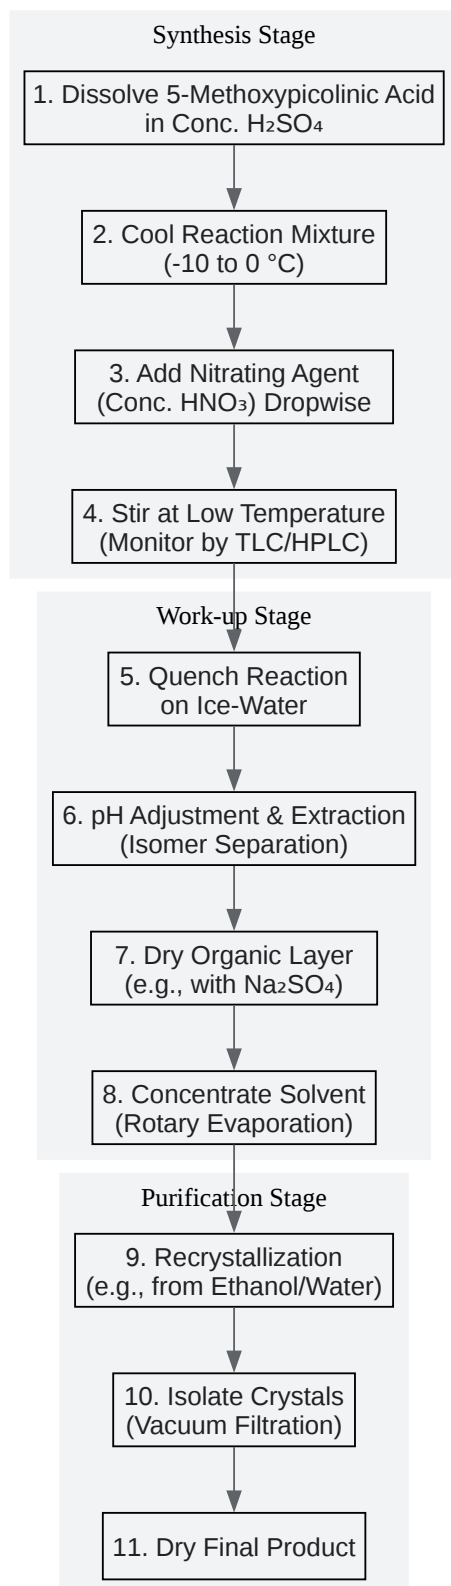 Synthesis Stage
1. Dissolve 5-Methoxypicolinic Acid
in Conc. H₂SO₄
2. Cool Reaction Mixture
(-10 to 0 °C)
3. Add Nitrating Agent
(Conc. HNO₃) Dropwise
4. Stir at Low Temperature
(Monitor by TLC/HPLC)
Work-up Stage
5. Quench Reaction
on Ice-Water
6. pH Adjustment & Extraction
(Isomer Separation)
7. Dry Organic Layer
(e.g., with Na₂SO₄)
8. Concentrate Solvent
(Rotary Evaporation)
Purification Stage
9. Recrystallization
(e.g., from Ethanol/Water)
10. Isolate Crystals
(Vacuum Filtration)
11. Dry Final Product